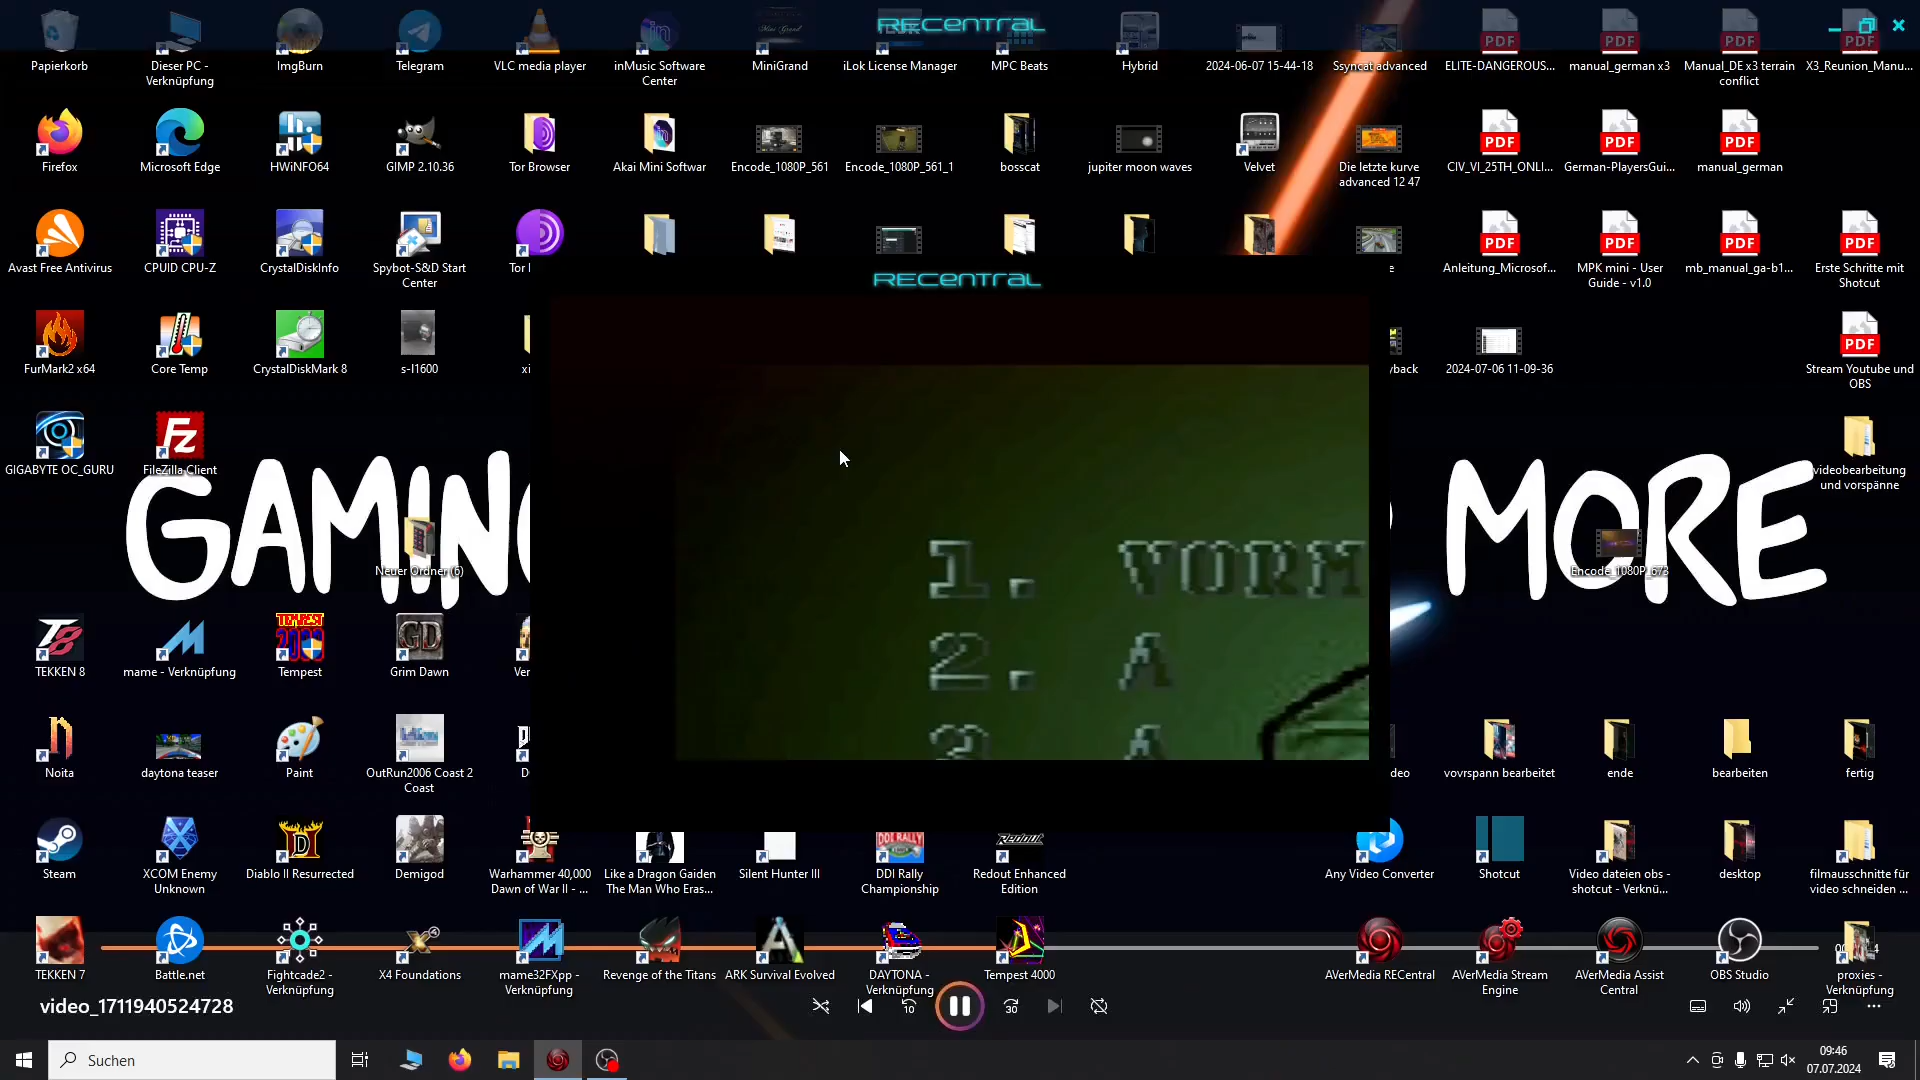 RECENTRAL
Papierkorb
Dieser PC -
Verknüpfung
ImgBurn
Telegram
VLC media player
inMusic Software
Center
MiniGrand
iLok License Manager
MPC Beats
Hybrid
2024-06-07 15-44-18
Ssyncat advanced
ELITE-DANGEROUS...
manual_german x3
Manual_DE x3 terrain
conflict
X3_Reunion_Manu...
Firefox
Microsoft Edge
HWiNFO64
GIMP 2.10.36
Tor Browser
Akai Mini Softwar
Encode_1080P_561
Encode_1080P_561_1
bosscat
jupiter moon waves
Velvet
Die letzte kurve
advanced 12 47
CIV_VI_25TH_ONLI...
German-PlayersGui...
manual_german
Avast Free Antivirus
CPUID CPU-Z
CrystalDiskInfo
Spybot-S&D Start
Center
Tor
e
Anleitung_Microsof...
MPK mini - User
Guide - v1.0
mb_manual_ga-b1...
Erste Schritte mit
Shotcut
RECENTRAL
FurMark2 x64
Core Temp
CrystalDiskMark 8
s-l1600
xi
yback
2024-07-06 11-09-36
Stream Youtube und
OBS
GIGABYTE OC_GURU
FileZilla Client
videobearbeitung
und vorspänne
GAMING
MORE
Neuer Ordner (6)
Encode_1080P_673
1. VORM
2. A
3 A
TEKKEN 8
mame - Verknüpfung
Tempest
Grim Dawn
Ver
Noita
daytona teaser
Paint
OutRun2006 Coast 2
Coast
D
deo
vovrspann bearbeitet
ende
bearbeiten
fertig
Steam
XCOM Enemy
Unknown
Diablo II Resurrected
Demigod
Warhammer 40,000
Dawn of War II - ...
Like a Dragon Gaiden
The Man Who Eras...
Silent Hunter III
DDI Rally
Championship
Redout Enhanced
Edition
Any Video Converter
Shotcut
Video dateien obs -
shotcut - Verknü...
desktop
filmausschnitte für
video schneiden ...
TEKKEN 7
Battle.net
Fightcade2 -
Verknüpfung
X4 Foundations
mame32FXpp -
Verknüpfung
Revenge of the Titans
ARK Survival Evolved
DAYTONA -
Verknüpfung
Tempest 4000
AVerMedia RECentral
AVerMedia Stream
Engine
AVerMedia Assist
Central
OBS Studio
proxies -
Verknüpfung
video_1711940524728
10
30
Suchen
09:46
07.07.2024